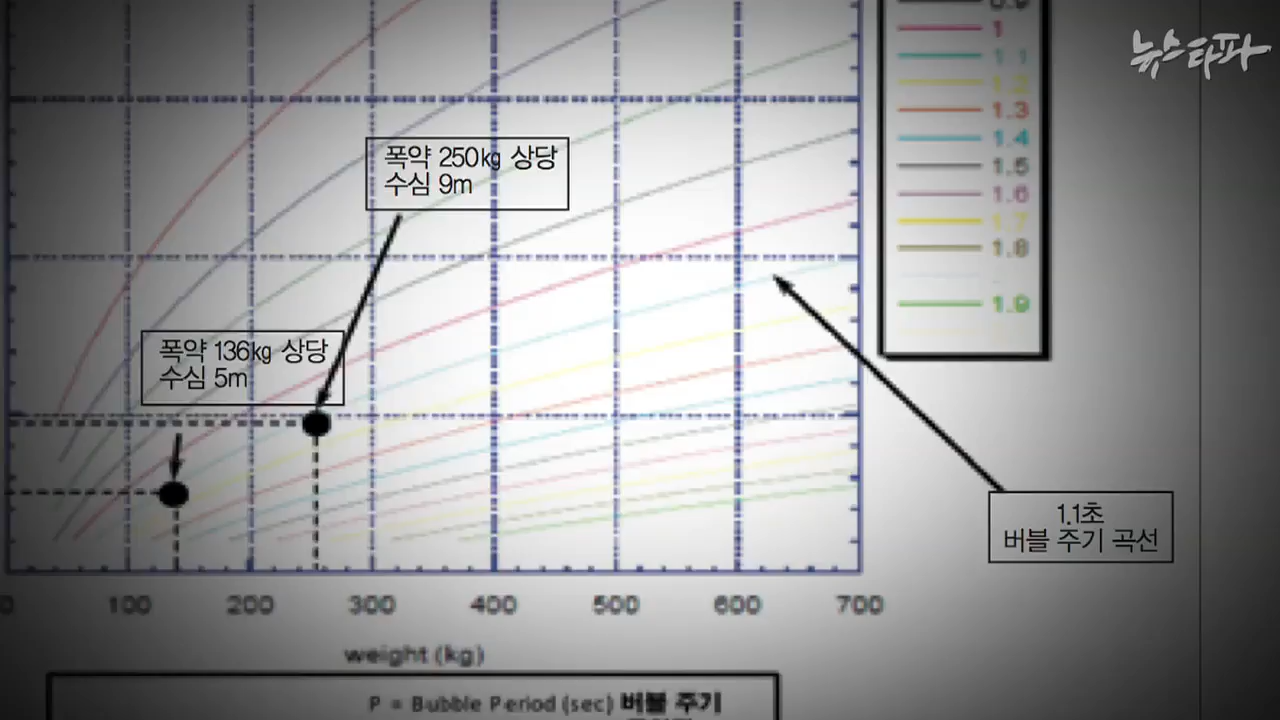 0.9
1
1.1
1.2
1.3
1.4
1.5
1.6
1.7
1.8
1.9
뉴스타파
폭약 250㎏ 상당
수심 9m
폭약 136㎏ 상당
수심 5m
1.1초
버블 주기 곡선
0 100 200 300 400 500 600 700
weight (kg)
P = Bubble Period (sec) 버블 주기